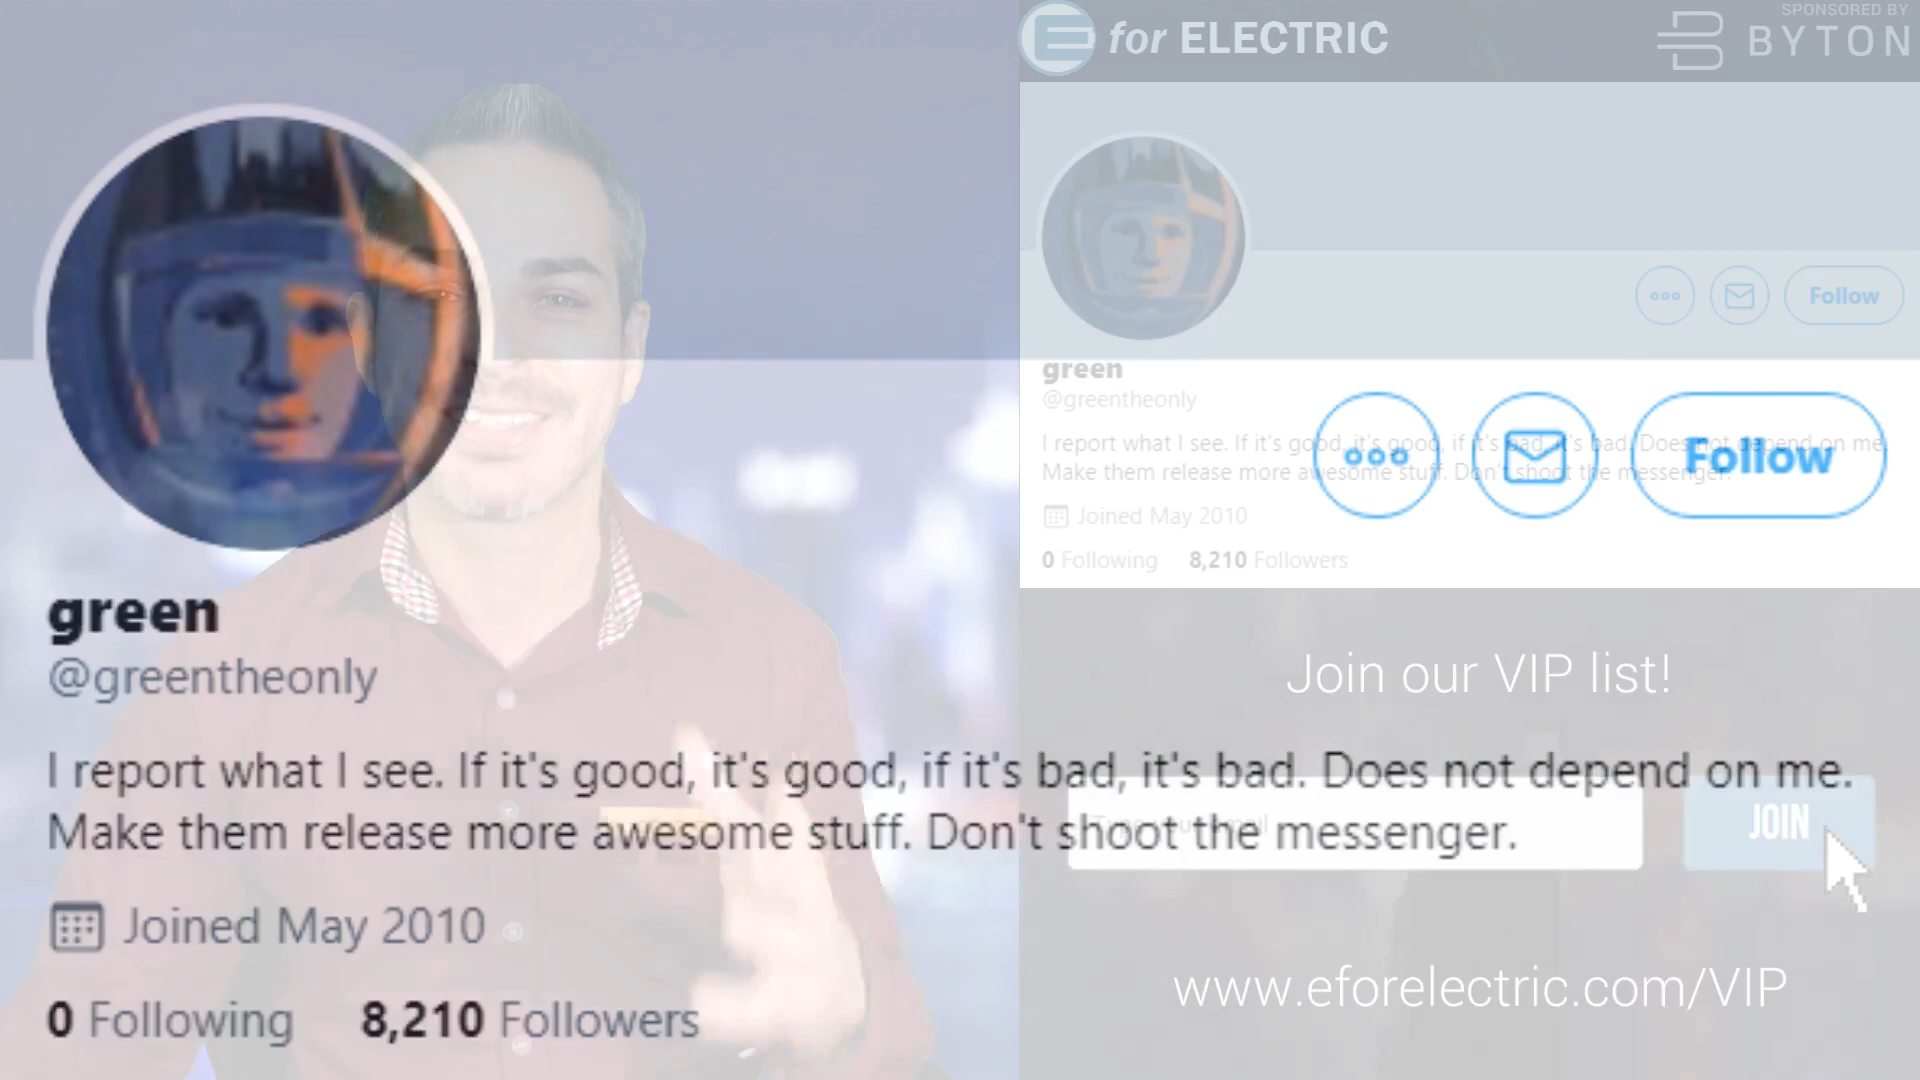 for ELECTRIC
SPONSORED BY
BYTON
Follow
green
@greentheonly
I report what I see. If it's good, it's good, if it's bad, it's bad. Does not depend on me.
Make them release more awesome stuff. Don't shoot the messenger.
Joined May 2010
0 Following 8,210 Followers
Follow
Join our VIP list!
Type your email
JOIN
www.eforelectric.com/VIP
green
@greentheonly
I report what I see. If it's good, it's good, if it's bad, it's bad. Does not depend on me.
Make them release more awesome stuff. Don't shoot the messenger.
Joined May 2010
0 Following 8,210 Followers